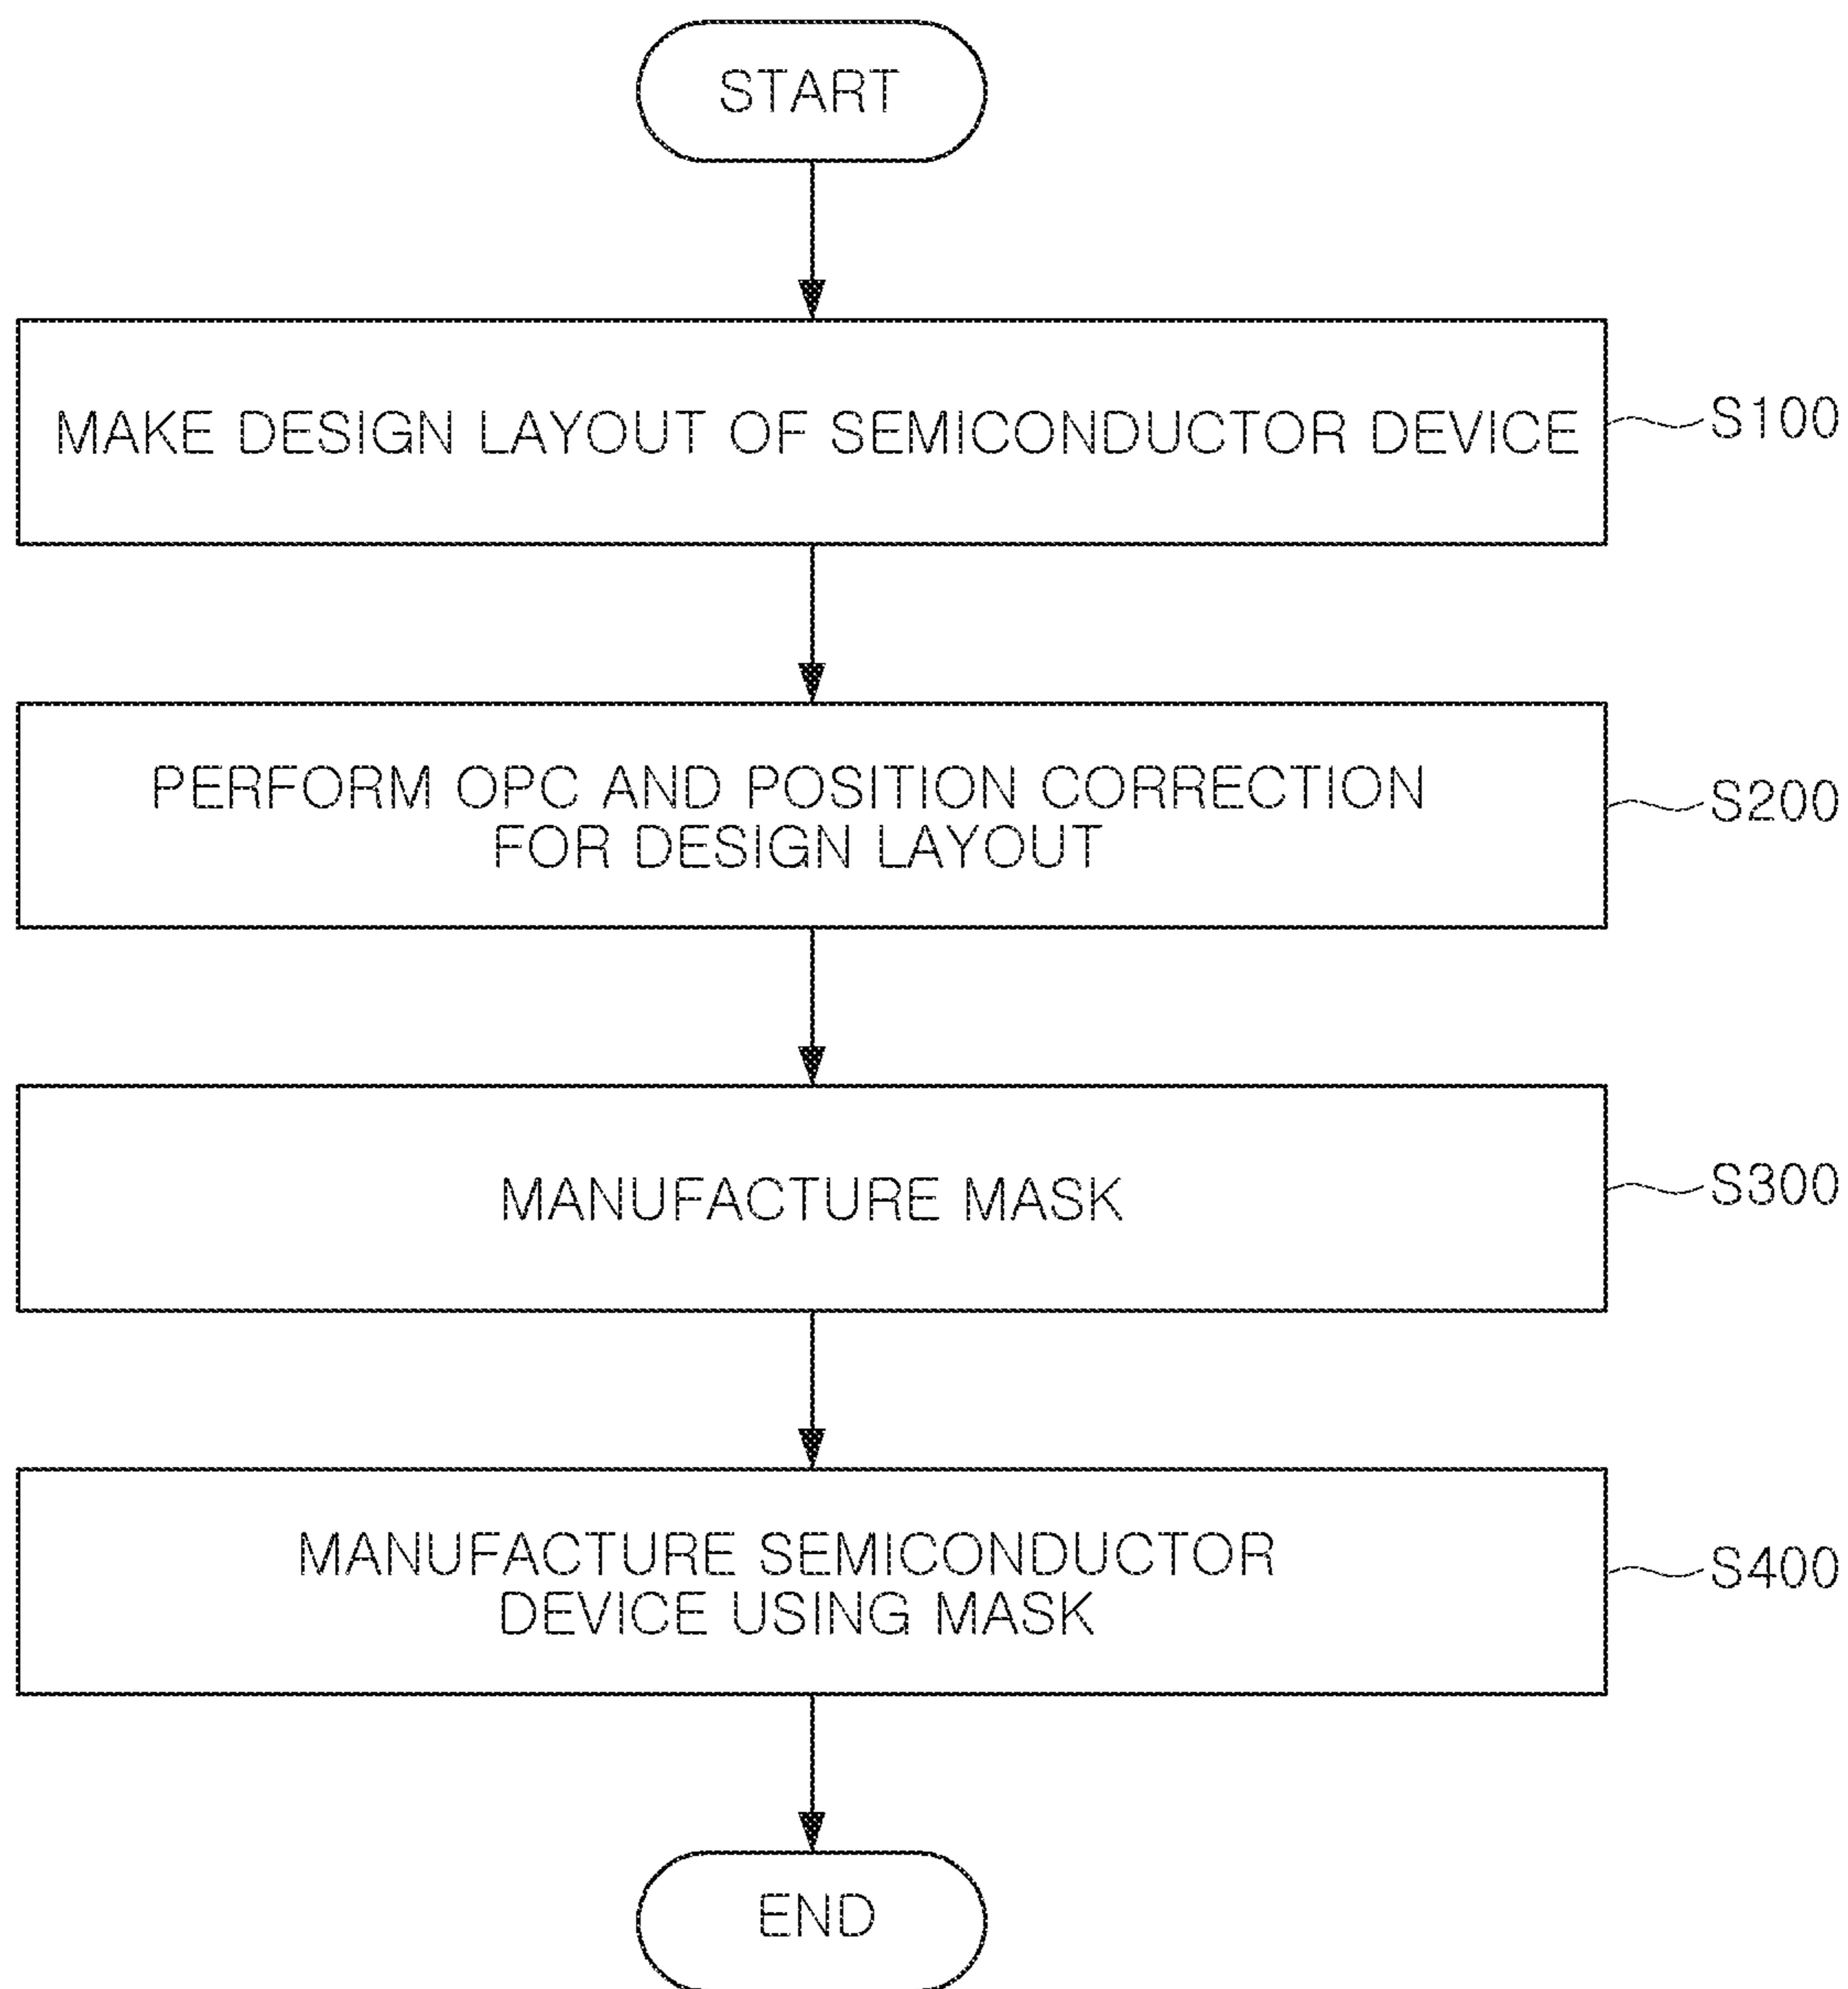 START
MAKE DESIGN LAYOUT OF SEMICONDUCTOR DEVICE
S100
PERFORM OPC AND POSITION CORRECTION
FOR DESIGN LAYOUT
S200
MANUFACTURE MASK
S300
MANUFACTURE SEMICONDUCTOR
DEVICE USING MASK
S400
END